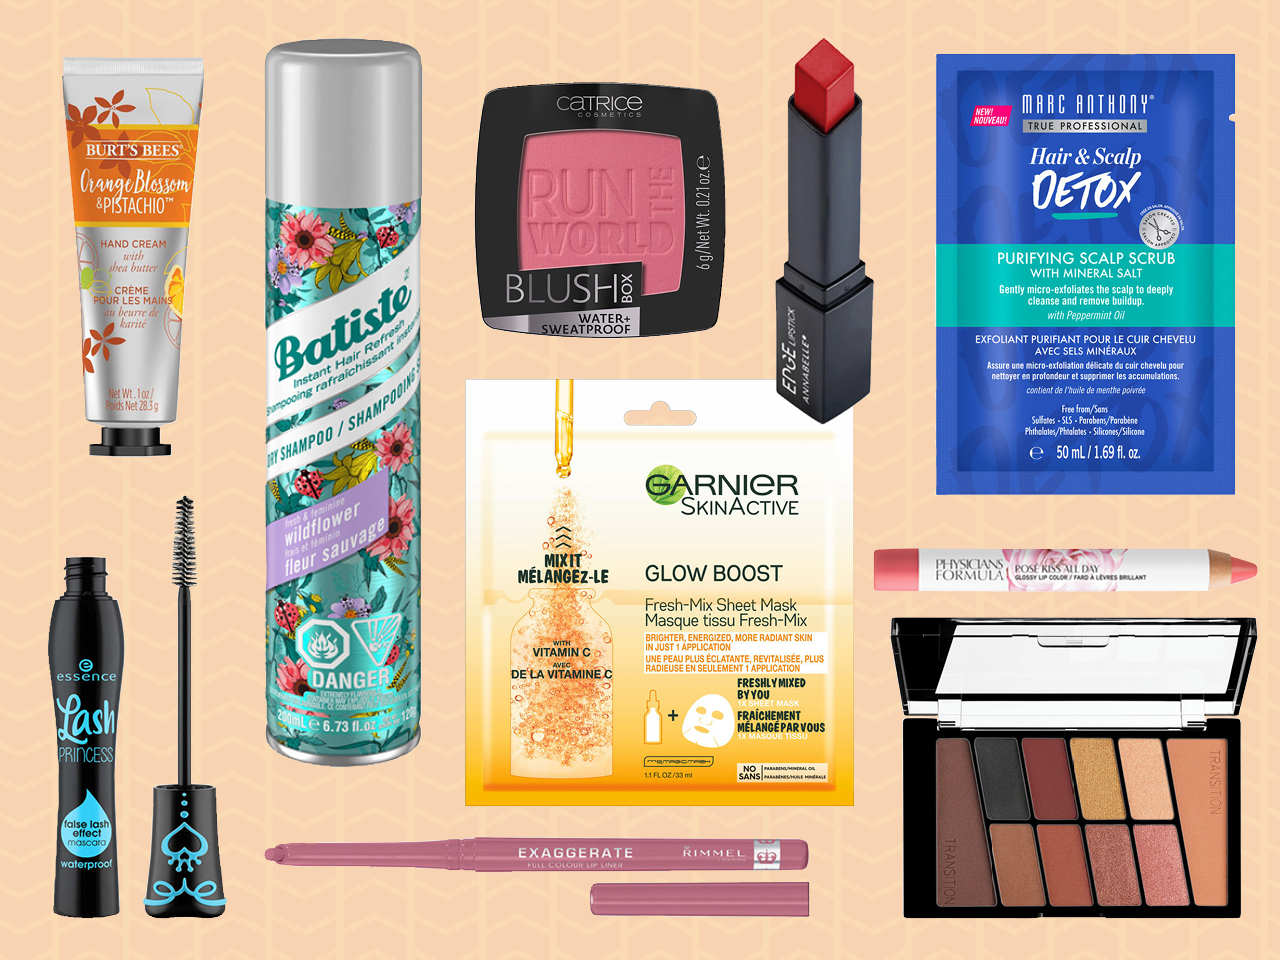 BURT'S BEES®
Orange Blossom
& PISTACHIO™
HAND CREAM
with
shea butter
CRÈME
POUR LES MAINS
au beurre de
karité
Net Wt. 1 oz /
Poids Net 28.3 g
Batiste
Instant Hair Refresh
Shampooing rafraîchissant instantané
DRY SHAMPOO / SHAMPOOING
fresh & feminine
wildflower
frais et féminin
fleur sauvage
DANGER
EXTREMELY
200mL e 6.73 fl.oz 120g
CATRICE
COSMETICS
RUN
THE
WORLD
BLUSH
BOX
WATER+
SWEATPROOF
6 g/Net Wt. 0.21 oz. e
EDGE LIPSTICK
ANNABELLE®
NEW!
NOUVEAU!
MARC ANTHONY®
TRUE PROFESSIONAL
Hair & Scalp
DETOX
SALON CREATED
SALON APPROVED
PURIFYING SCALP SCRUB
WITH MINERAL SALT
Gently micro-exfoliates the scalp to deeply
cleanse and remove buildup.
with Peppermint Oil
EXFOLIANT PURIFIANT POUR LE CUIR CHEVELU
AVEC SELS MINÉRAUX
Assure une micro-exfoliation délicate du cuir chevelu pour
nettoyer en profondeur et supprimer les accumulations.
contient de l'huile de menthe poivrée
Free from/Sans
Sulfates • SLS • Parabens/Parabène
Phthalates/Phtalates • Silicones/Silicone
e 50 mL / 1.69 fl. oz.
GARNIER
SKINACTIVE
MIX IT
MÉLANGEZ-LE
GLOW BOOST
Fresh-Mix Sheet Mask
Masque tissu Fresh-Mix
BRIGHTER, ENERGIZED, MORE RADIANT SKIN
IN JUST 1 APPLICATION
UNE PEAU PLUS ÉCLATANTE, REVITALISÉE, PLUS
RADIEUSE EN SEULEMENT 1 APPLICATION
WITH
VITAMIN C
AVEC
DE LA VITAMINE C
FRESHLY MIXED
BY YOU
1X SHEET MASK
+
FRAÎCHEMENT
MÉLANGÉ PAR VOUS
1X MASQUE TISSU
1.1 FL OZ/33 ml
NO
SANS
PARABENS/MINERAL OIL
PARABÈNES/HUILE MINÉRALE
PHYSICIANS
FORMULA
ROSE KISS ALL DAY
GLOSSY LIP COLOR / FARD À LÈVRES BRILLANT
e
essence
Lash
PRINCESS
false lash
effect
mascara
waterproof
TRANSITION
TRANSITION
EXAGGERATE
FULL COLOUR LIP LINER
RIMMEL
LONDON